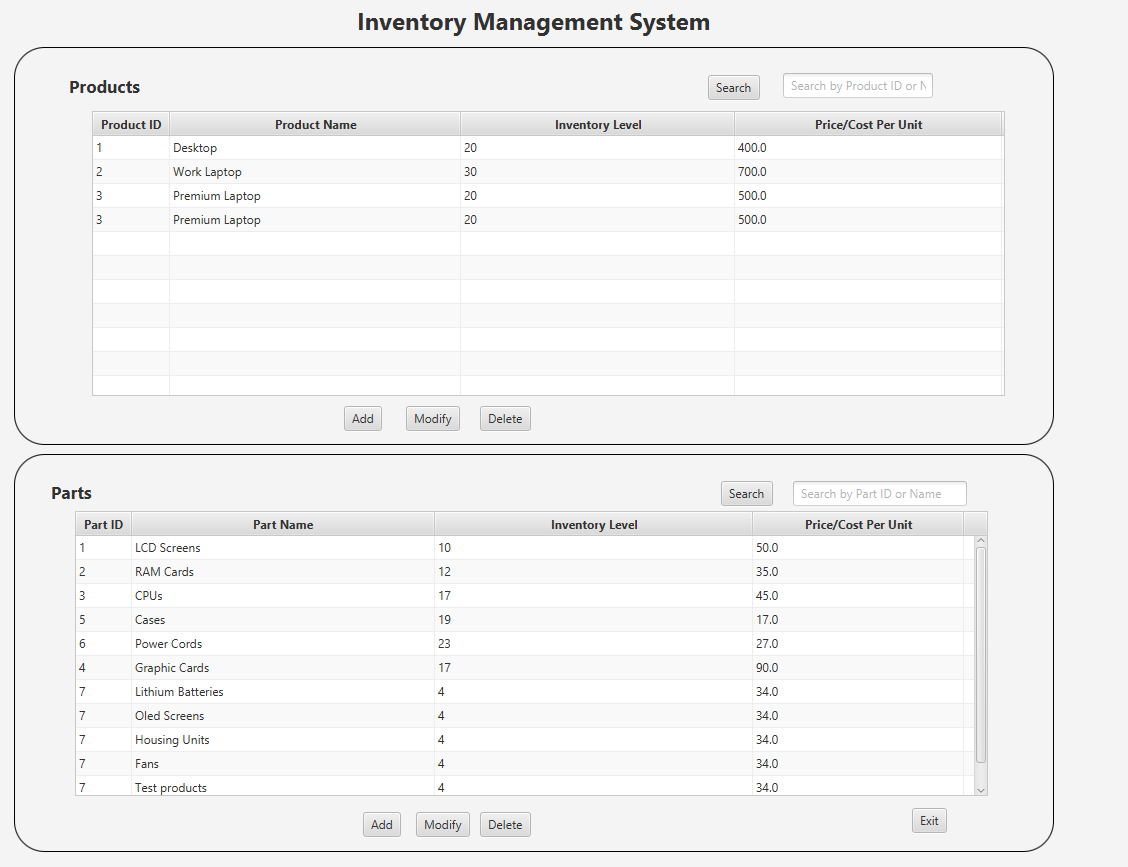 Inventory Management System
Products
Search
Search by Product ID or N
Product ID Product Name Inventory Level Price/Cost Per Unit
1 Desktop 20 400.0
2 Work Laptop 30 700.0
3 Premium Laptop 20 500.0
3 Premium Laptop 20 500.0
Add Modify Delete
Parts
Search
Search by Part ID or Name
Part ID Part Name Inventory Level Price/Cost Per Unit
1 LCD Screens 10 50.0
2 RAM Cards 12 35.0
3 CPUs 17 45.0
5 Cases 19 17.0
6 Power Cords 23 27.0
4 Graphic Cards 17 90.0
7 Lithium Batteries 4 34.0
7 Oled Screens 4 34.0
7 Housing Units 4 34.0
7 Fans 4 34.0
7 Test products 4 34.0
Add Modify Delete Exit